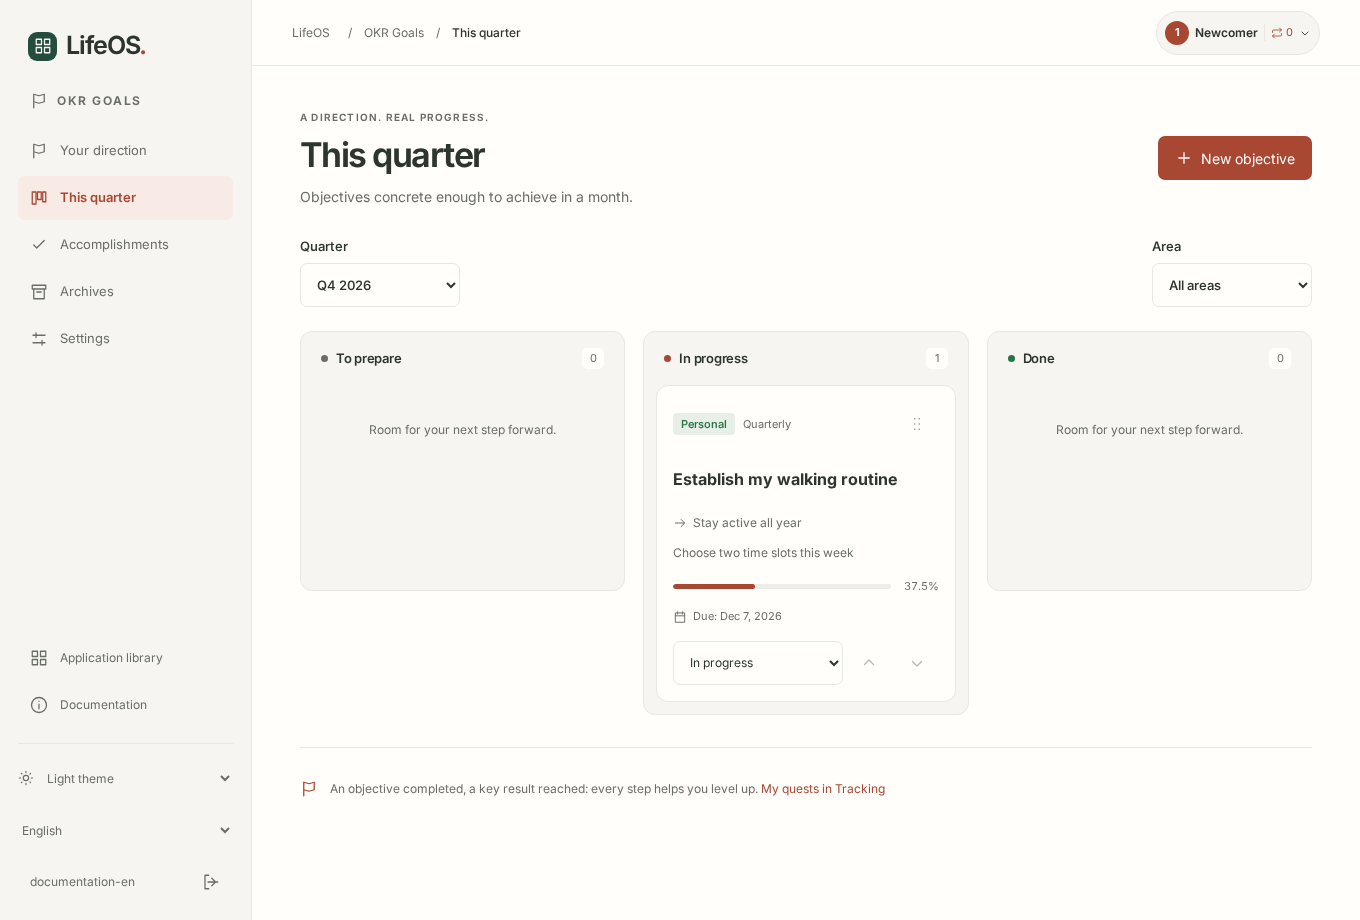 LifeOS.
OKR GOALS
Your direction
This quarter
Accomplishments
Archives
Settings
Application library
Documentation
Light theme
English
documentation-en
LifeOS / OKR Goals / This quarter
1 Newcomer 0
A DIRECTION. REAL PROGRESS.
This quarter
Objectives concrete enough to achieve in a month.
New objective
Quarter
Q4 2026
Area
All areas
To prepare 0
Room for your next step forward.
In progress 1
Personal Quarterly
Establish my walking routine
Stay active all year
Choose two time slots this week
37.5%
Due: Dec 7, 2026
In progress
Done 0
Room for your next step forward.
An objective completed, a key result reached: every step helps you level up. My quests in Tracking